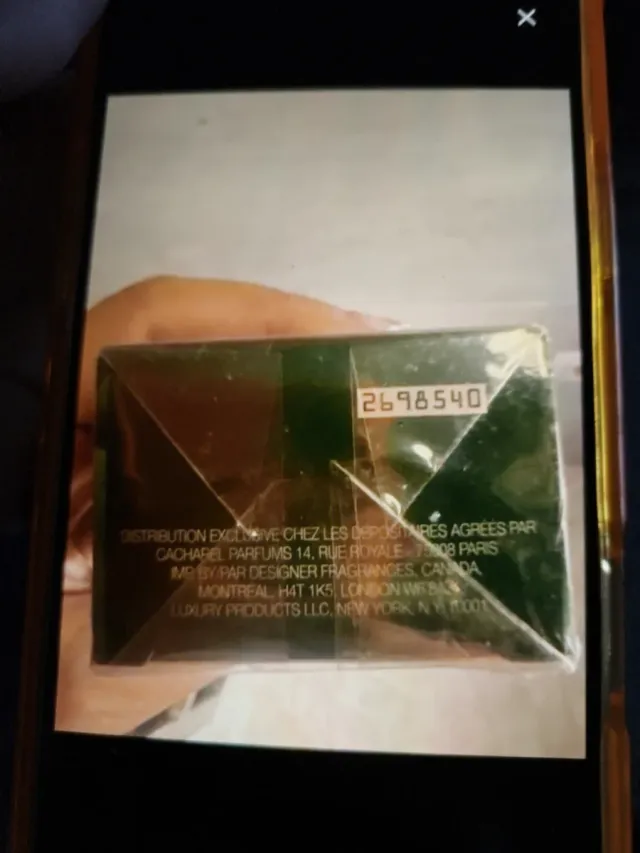 2698540
DISTRIBUTION EXCLUSIVE CHEZ LES DEPOSITAIRES AGREES PAR
CACHAREL PARFUMS 14, RUE ROYALE - 75008 PARIS
IMP. BY/PAR DESIGNER FRAGRANCES, CANADA,
MONTREAL, H4T 1K5, LONDON
LUXURY PRODUCTS LLC, NEW YORK, N.Y. 10001